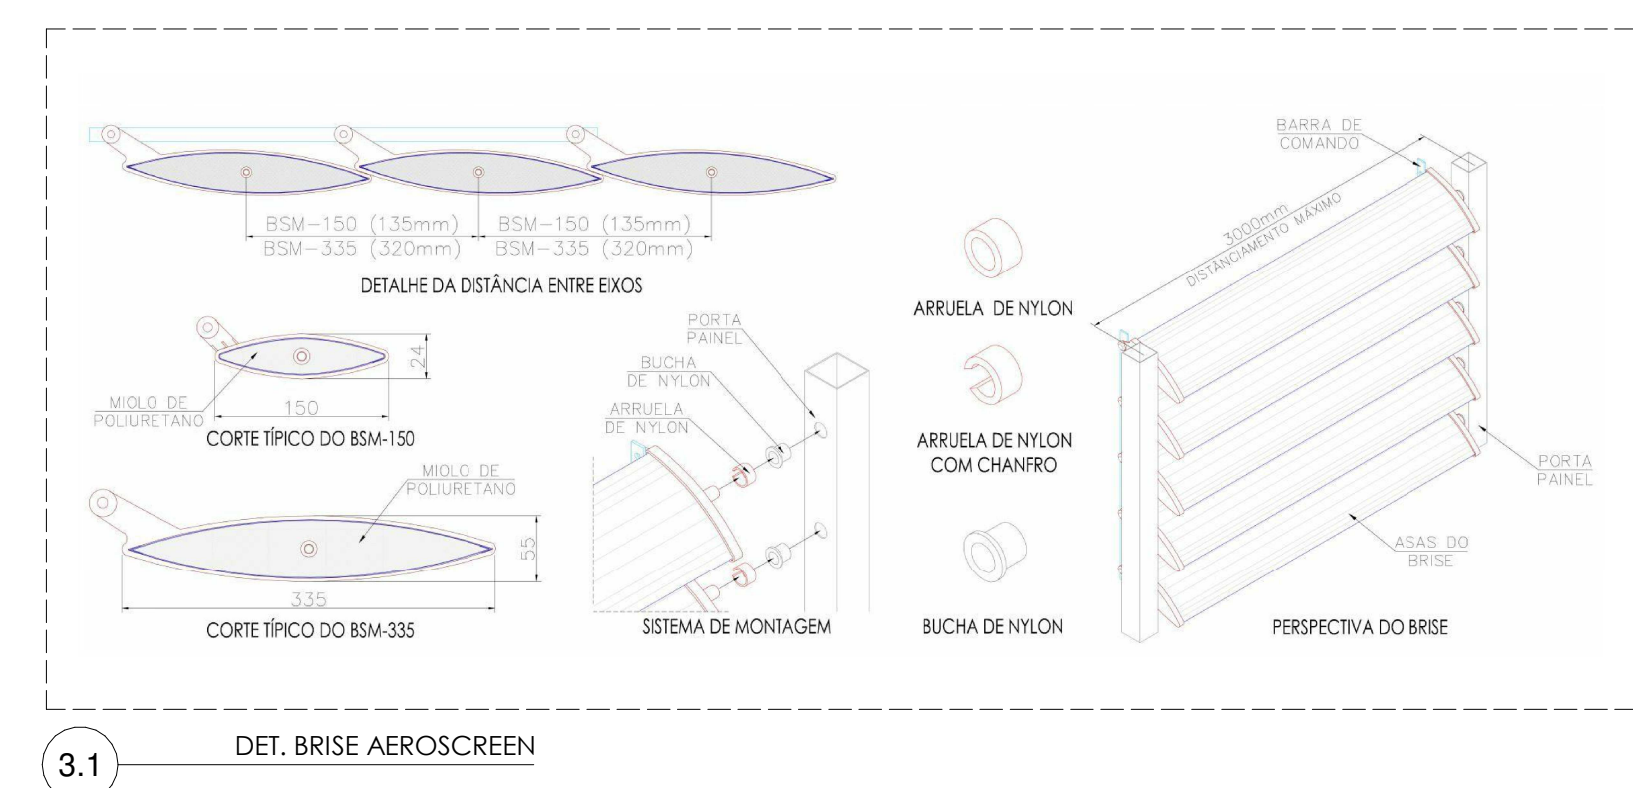 BSM-150 (135mm)
BSM-335 (320mm)
BSM-150 (135mm)
BSM-335 (320mm)
DETALHE DA DISTÂNCIA ENTRE EIXOS
24
MIOLO DE
POLIURETANO
150
CORTE TÍPICO DO BSM-150
MIOLO DE
POLIURETANO
55
335
CORTE TÍPICO DO BSM-335
PORTA
PAINEL
BUCHA
DE NYLON
ARRUELA
DE NYLON
SISTEMA DE MONTAGEM
ARRUELA DE NYLON
ARRUELA DE NYLON
COM CHANFRO
BUCHA DE NYLON
BARRA DE
COMANDO
3000mm
DISTÂNCIAMENTO MÁXIMO
PORTA
PAINEL
ASAS DO
BRISE
PERSPECTIVA DO BRISE
3.1
DET. BRISE AEROSCREEN